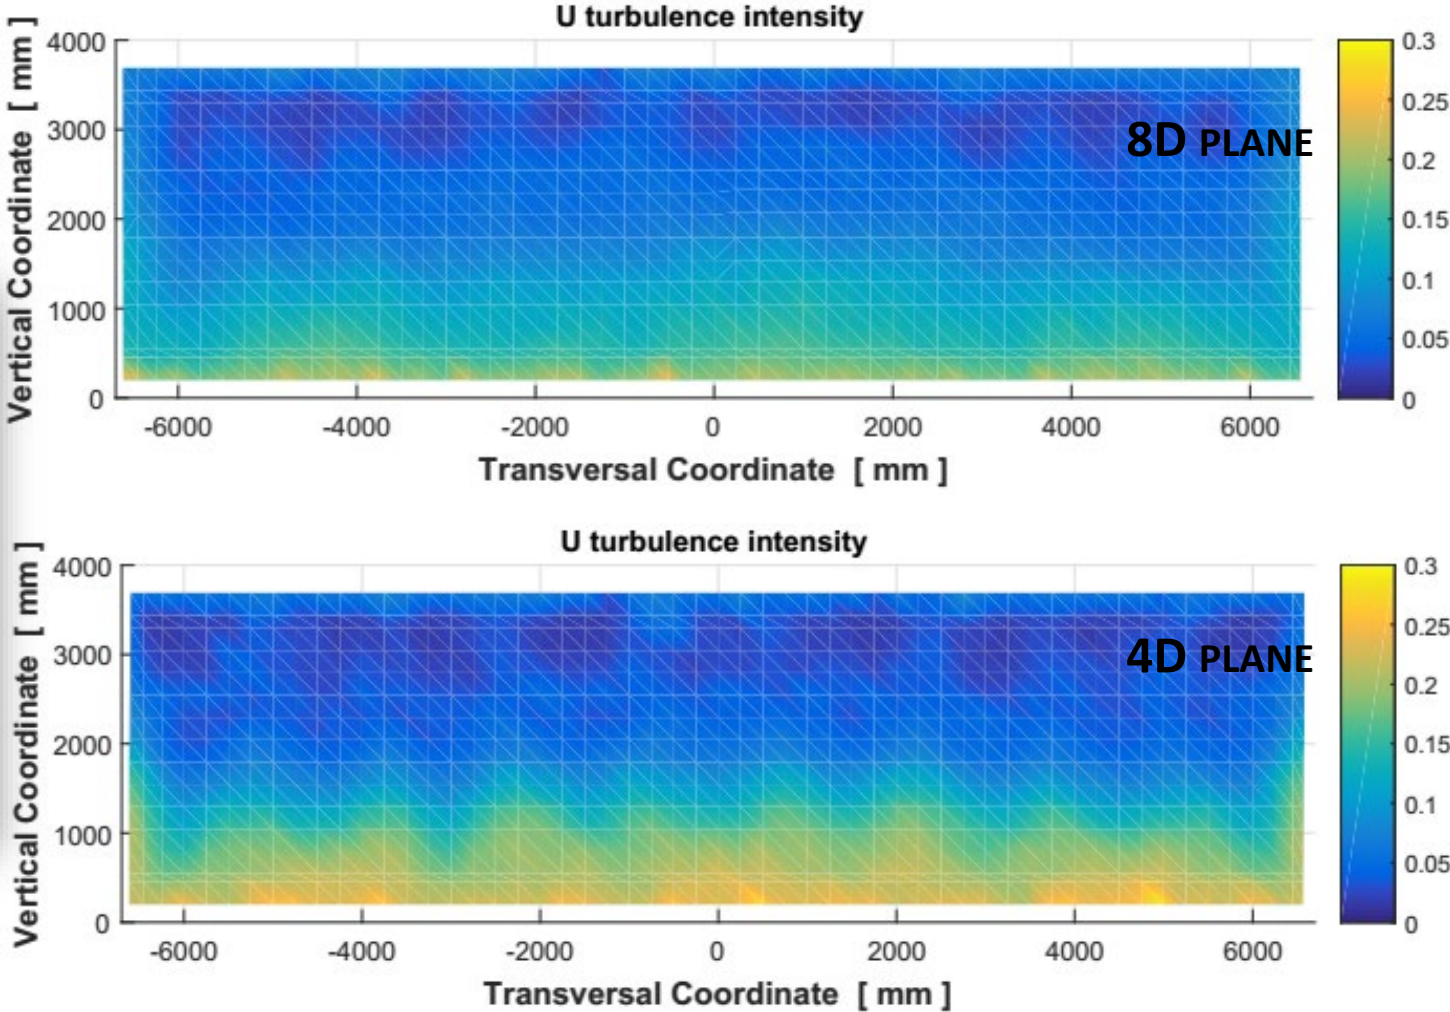 U turbulence intensity
Vertical Coordinate [ mm ]
4000
3000
2000
1000
0
8D PLANE
-6000 -4000 -2000 0 2000 4000 6000
Transversal Coordinate [ mm ]
0.3
0.25
0.2
0.15
0.1
0.05
0
U turbulence intensity
Vertical Coordinate [ mm ]
4000
3000
2000
1000
0
4D PLANE
-6000 -4000 -2000 0 2000 4000 6000
Transversal Coordinate [ mm ]
0.3
0.25
0.2
0.15
0.1
0.05
0